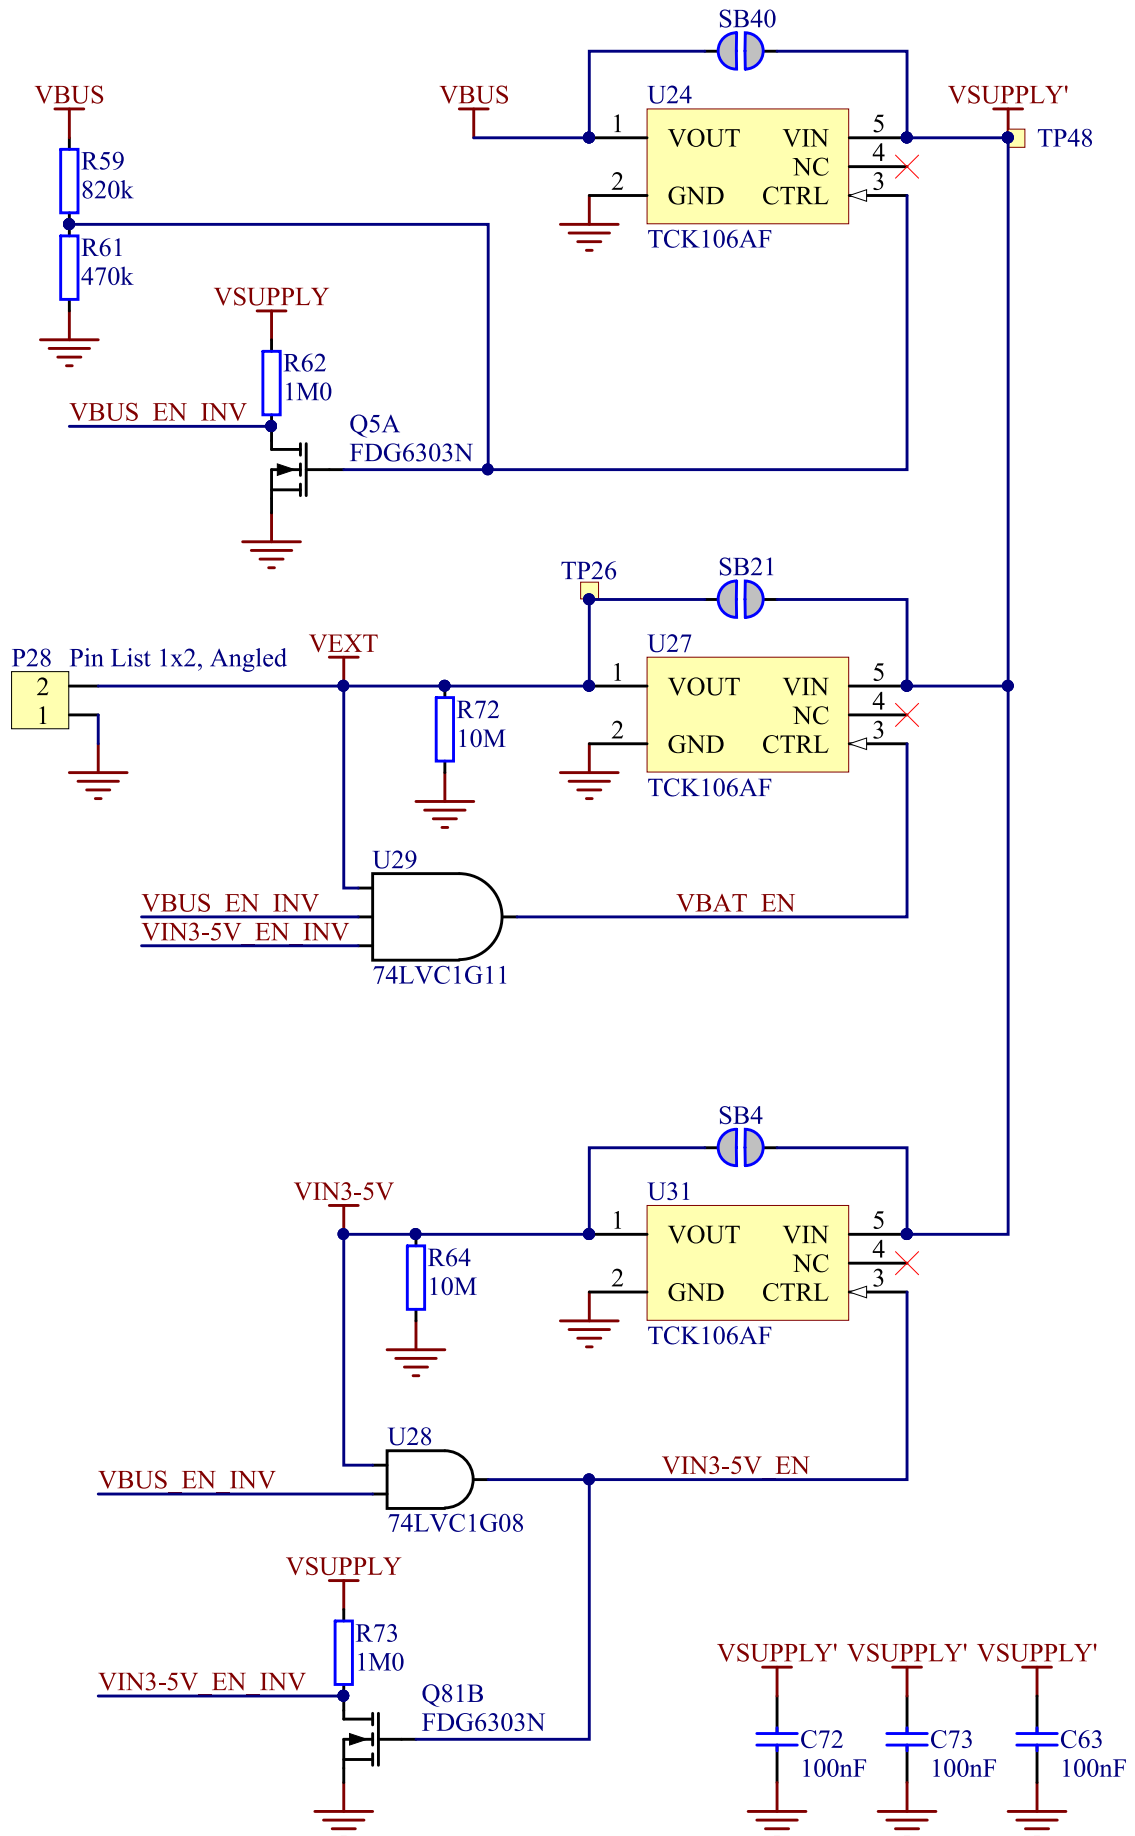 SB40
VBUS
R59
820k
R61
470k
VBUS
U24
1 VOUT VIN 5
NC 4
2 GND CTRL 3
TCK106AF
VSUPPLY'
TP48
VSUPPLY
R62
1M0
VBUS_EN_INV
Q5A
FDG6303N
TP26
SB21
P28 Pin List 1x2, Angled
2
1
VEXT
R72
10M
U27
1 VOUT VIN 5
NC 4
2 GND CTRL 3
TCK106AF
U29
VBUS_EN_INV
VIN3-5V_EN_INV
74LVC1G11
VBAT_EN
SB4
VIN3-5V
R64
10M
U31
1 VOUT VIN 5
NC 4
2 GND CTRL 3
TCK106AF
U28
VBUS_EN_INV
74LVC1G08
VIN3-5V_EN
VSUPPLY
R73
1M0
VIN3-5V_EN_INV
Q81B
FDG6303N
VSUPPLY' VSUPPLY' VSUPPLY'
C72 C73 C63
100nF 100nF 100nF